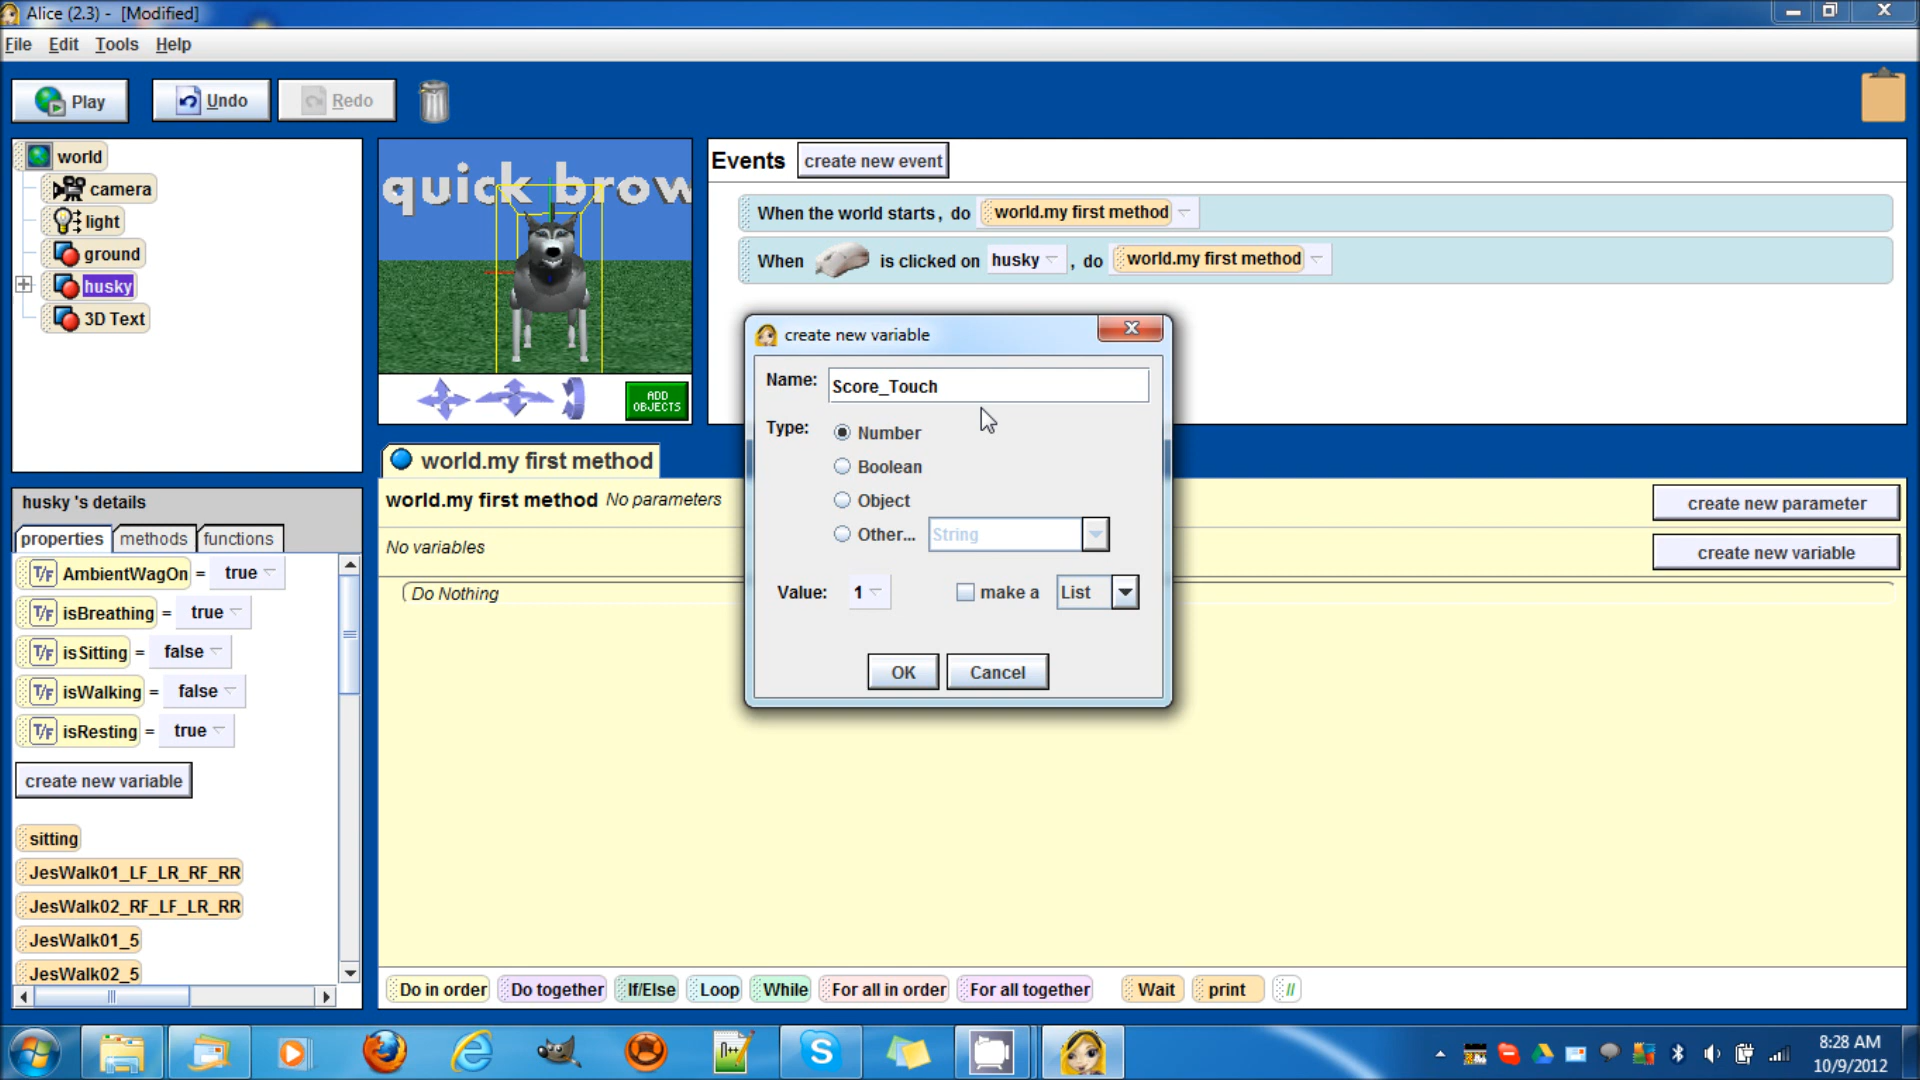 Alice (2.3) - [Modified]
File Edit Tools Help
Play Undo Redo
world
camera
light
ground
husky
3D Text
quick brow
ADD
OBJECTS
Events create new event
When the world starts, do world.my first method
When is clicked on husky, do world.my first method
create new variable
Name: Score_Touch
Type: Number
Boolean
Object
Other... String
Value: 1 make a List
OK Cancel
husky 's details
properties methods functions
T/F AmbientWagOn = true
T/F isBreathing = true
T/F isSitting = false
T/F isWalking = false
T/F isResting = true
create new variable
sitting
JesWalk01_LF_LR_RF_RR
JesWalk02_RF_LF_LR_RR
JesWalk01_5
JesWalk02_5
world.my first method
world.my first method No parameters
create new parameter
No variables
create new variable
Do Nothing
Do in order Do together If/Else Loop While For all in order For all together Wait print //
8:28 AM
10/9/2012